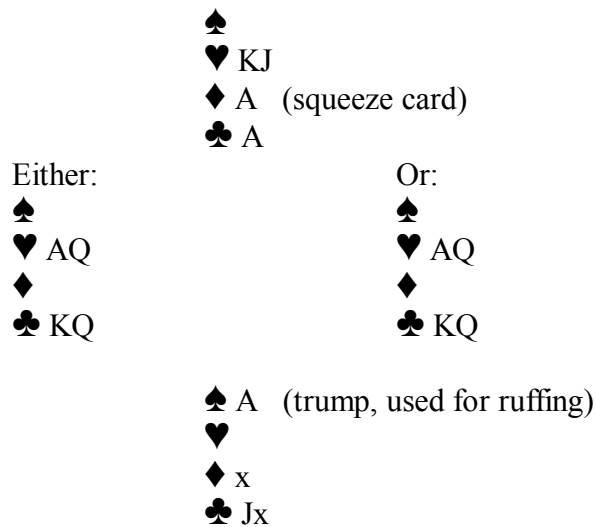 ♠
♥ KJ
♦ A (squeeze card)
♣ A
Either: Or:
♠ ♠
♥ AQ ♥ AQ
♦ ♦
♣ KQ ♣ KQ
♠ A (trump, used for ruffing)
♥
♦ x
♣ Jx